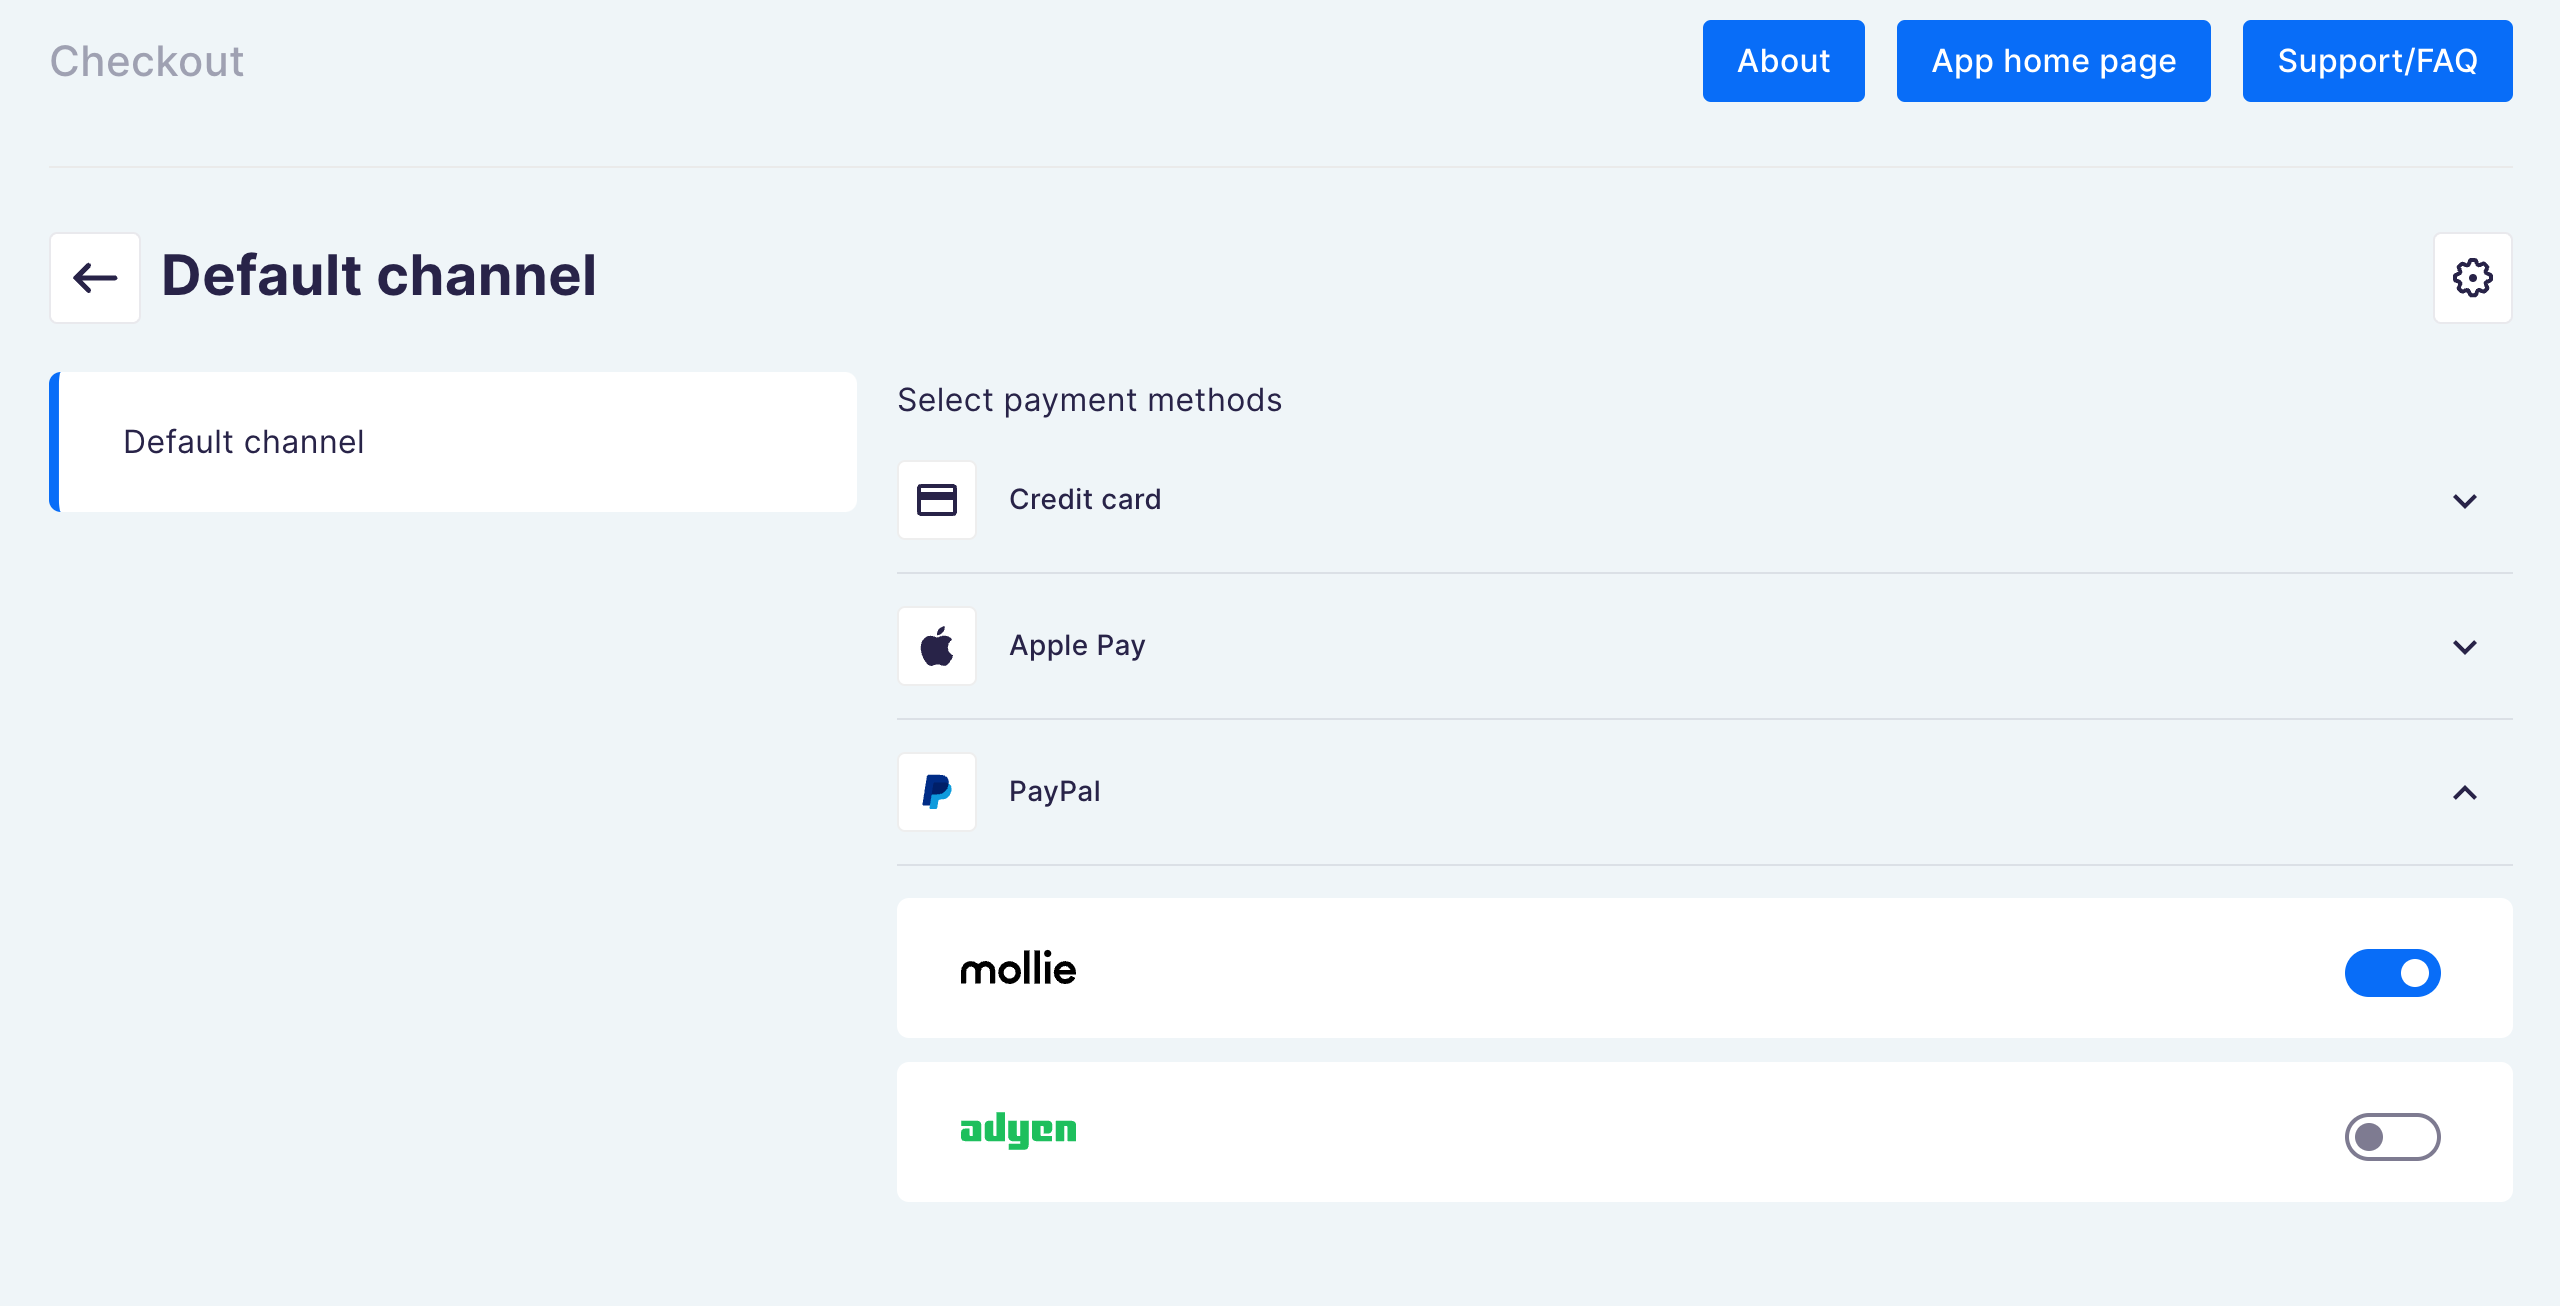 Checkout
About
App home page
Support/FAQ
Default channel
Default channel
Select payment methods
Credit card
Apple Pay
PayPal
mollie
adyen